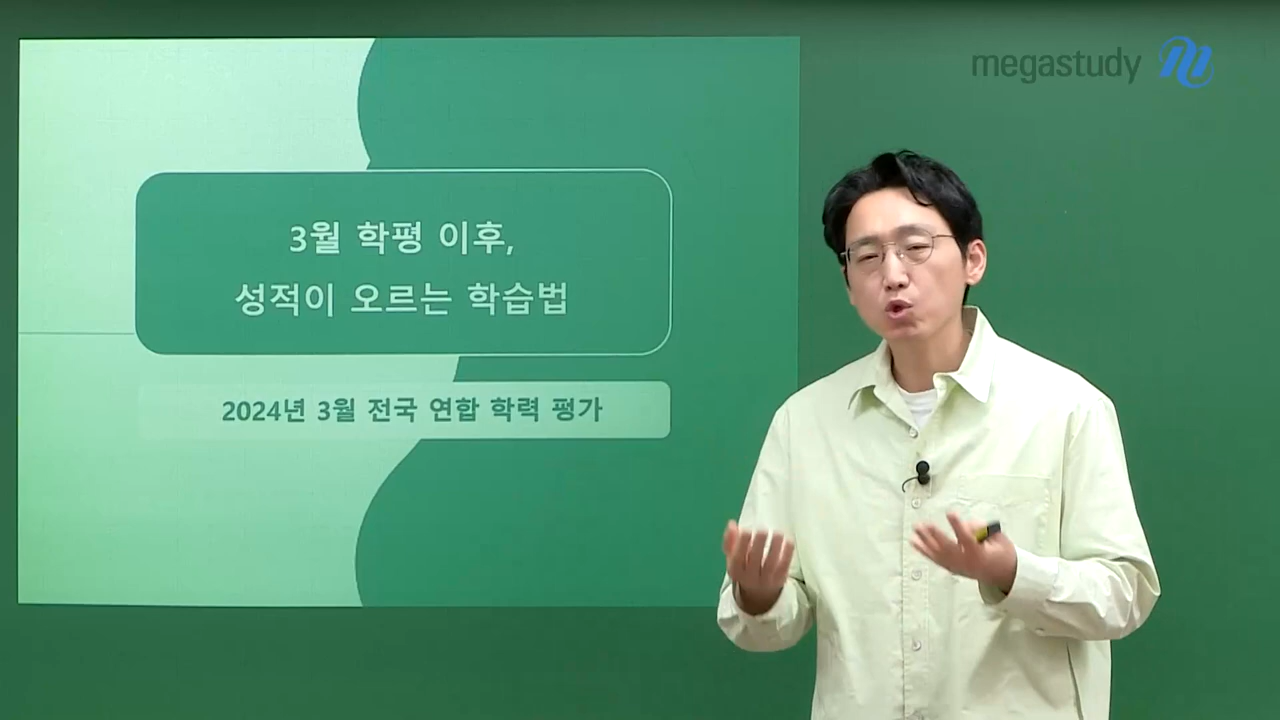 megastudy
3월 학평 이후,
성적이 오르는 학습법
2024년 3월 전국 연합 학력 평가